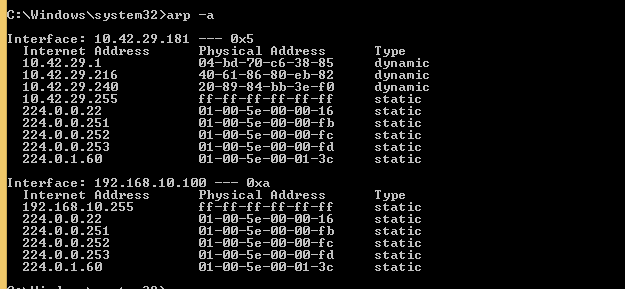 C:\Windows\system32>arp -a
Interface: 10.42.29.181 --- 0x5
Internet Address Physical Address Type
10.42.29.1 04-bd-70-c6-38-85 dynamic
10.42.29.216 40-61-86-80-eb-82 dynamic
10.42.29.240 20-89-84-bb-3e-f0 dynamic
10.42.29.255 ff-ff-ff-ff-ff-ff static
224.0.0.22 01-00-5e-00-00-16 static
224.0.0.251 01-00-5e-00-00-fb static
224.0.0.252 01-00-5e-00-00-fc static
224.0.0.253 01-00-5e-00-00-fd static
224.0.1.60 01-00-5e-00-01-3c static
Interface: 192.168.10.100 --- 0xa
Internet Address Physical Address Type
192.168.10.255 ff-ff-ff-ff-ff-ff static
224.0.0.22 01-00-5e-00-00-16 static
224.0.0.251 01-00-5e-00-00-fb static
224.0.0.252 01-00-5e-00-00-fc static
224.0.0.253 01-00-5e-00-00-fd static
224.0.1.60 01-00-5e-00-01-3c static